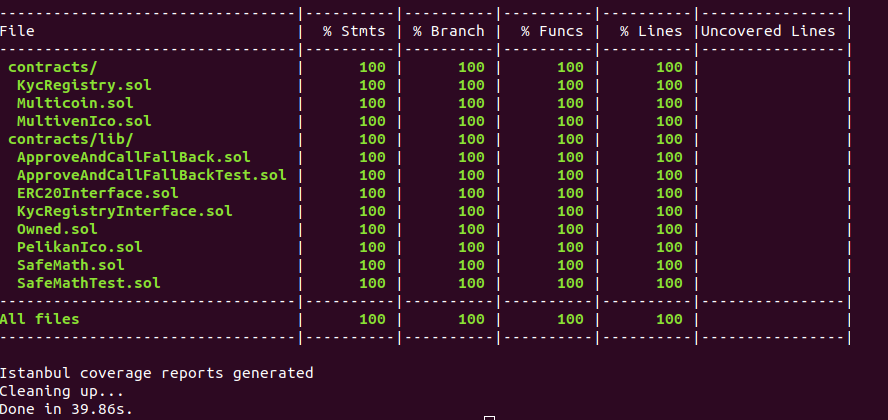 ---------------------------------|----------|----------|----------|----------|----------------|
File                             |  % Stmts | % Branch |  % Funcs |  % Lines |Uncovered Lines |
---------------------------------|----------|----------|----------|----------|----------------|
 contracts/                      |      100 |      100 |      100 |      100 |                |
  KycRegistry.sol                |      100 |      100 |      100 |      100 |                |
  Multicoin.sol                  |      100 |      100 |      100 |      100 |                |
  MultivenIco.sol                |      100 |      100 |      100 |      100 |                |
 contracts/lib/                  |      100 |      100 |      100 |      100 |                |
  ApproveAndCallFallBack.sol     |      100 |      100 |      100 |      100 |                |
  ApproveAndCallFallBackTest.sol |      100 |      100 |      100 |      100 |                |
  ERC20Interface.sol             |      100 |      100 |      100 |      100 |                |
  KycRegistryInterface.sol       |      100 |      100 |      100 |      100 |                |
  Owned.sol                      |      100 |      100 |      100 |      100 |                |
  PelikanIco.sol                 |      100 |      100 |      100 |      100 |                |
  SafeMath.sol                   |      100 |      100 |      100 |      100 |                |
  SafeMathTest.sol               |      100 |      100 |      100 |      100 |                |
---------------------------------|----------|----------|----------|----------|----------------|
All files                        |      100 |      100 |      100 |      100 |                |
---------------------------------|----------|----------|----------|----------|----------------|
Istanbul coverage reports generated
Cleaning up...
Done in 39.86s.